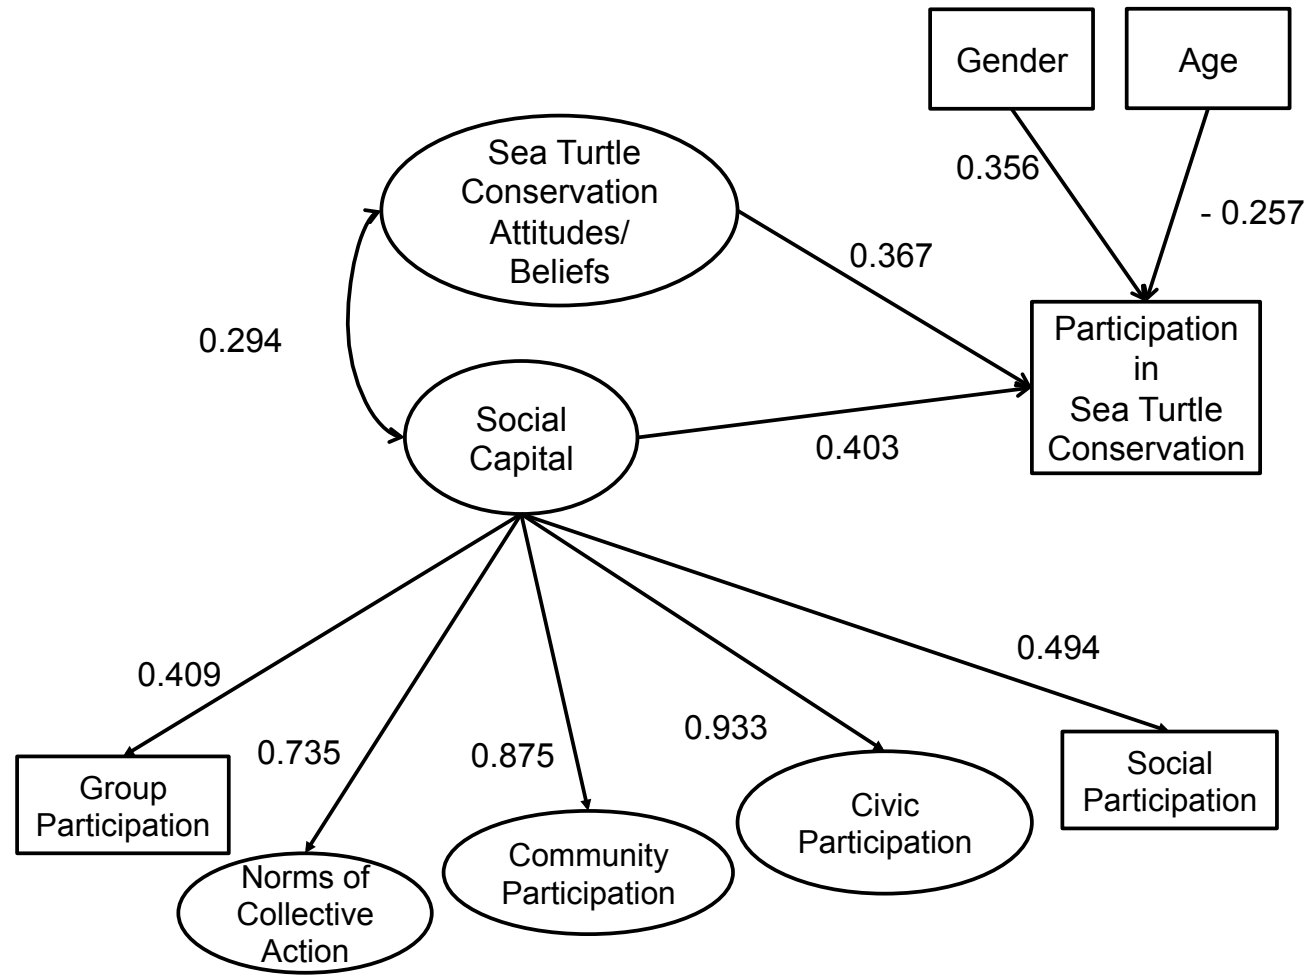 Gender
Age
0.356
- 0.257
Sea Turtle
Conservation
Attitudes/
Beliefs
0.367
0.294
Participation
in
Sea Turtle
Conservation
Social
Capital
0.403
0.409
0.735
0.875
0.933
0.494
Group
Participation
Norms of
Collective
Action
Community
Participation
Civic
Participation
Social
Participation